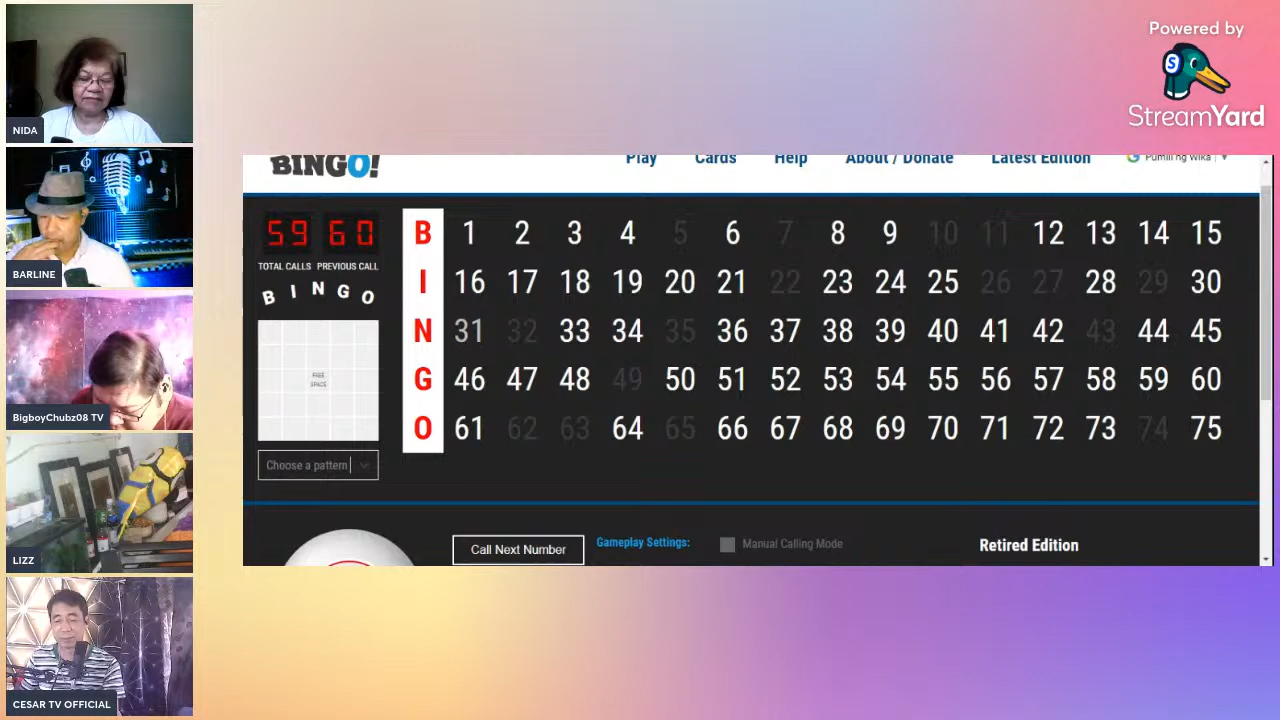 NIDA
BARLINE
BigboyChubz08 TV
LIZZ
CESAR TV OFFICIAL
Powered by
StreamYard
BINGO!
Play Cards Help About / Donate Latest Edition Pumili ng Wika
59 60
TOTAL CALLS PREVIOUS CALL
B I N G O
FREE
SPACE
Choose a pattern
B 1 2 3 4 5 6 7 8 9 10 11 12 13 14 15
I 16 17 18 19 20 21 22 23 24 25 26 27 28 29 30
N 31 32 33 34 35 36 37 38 39 40 41 42 43 44 45
G 46 47 48 49 50 51 52 53 54 55 56 57 58 59 60
O 61 62 63 64 65 66 67 68 69 70 71 72 73 74 75
Call Next Number
Gameplay Settings:
Manual Calling Mode
Retired Edition